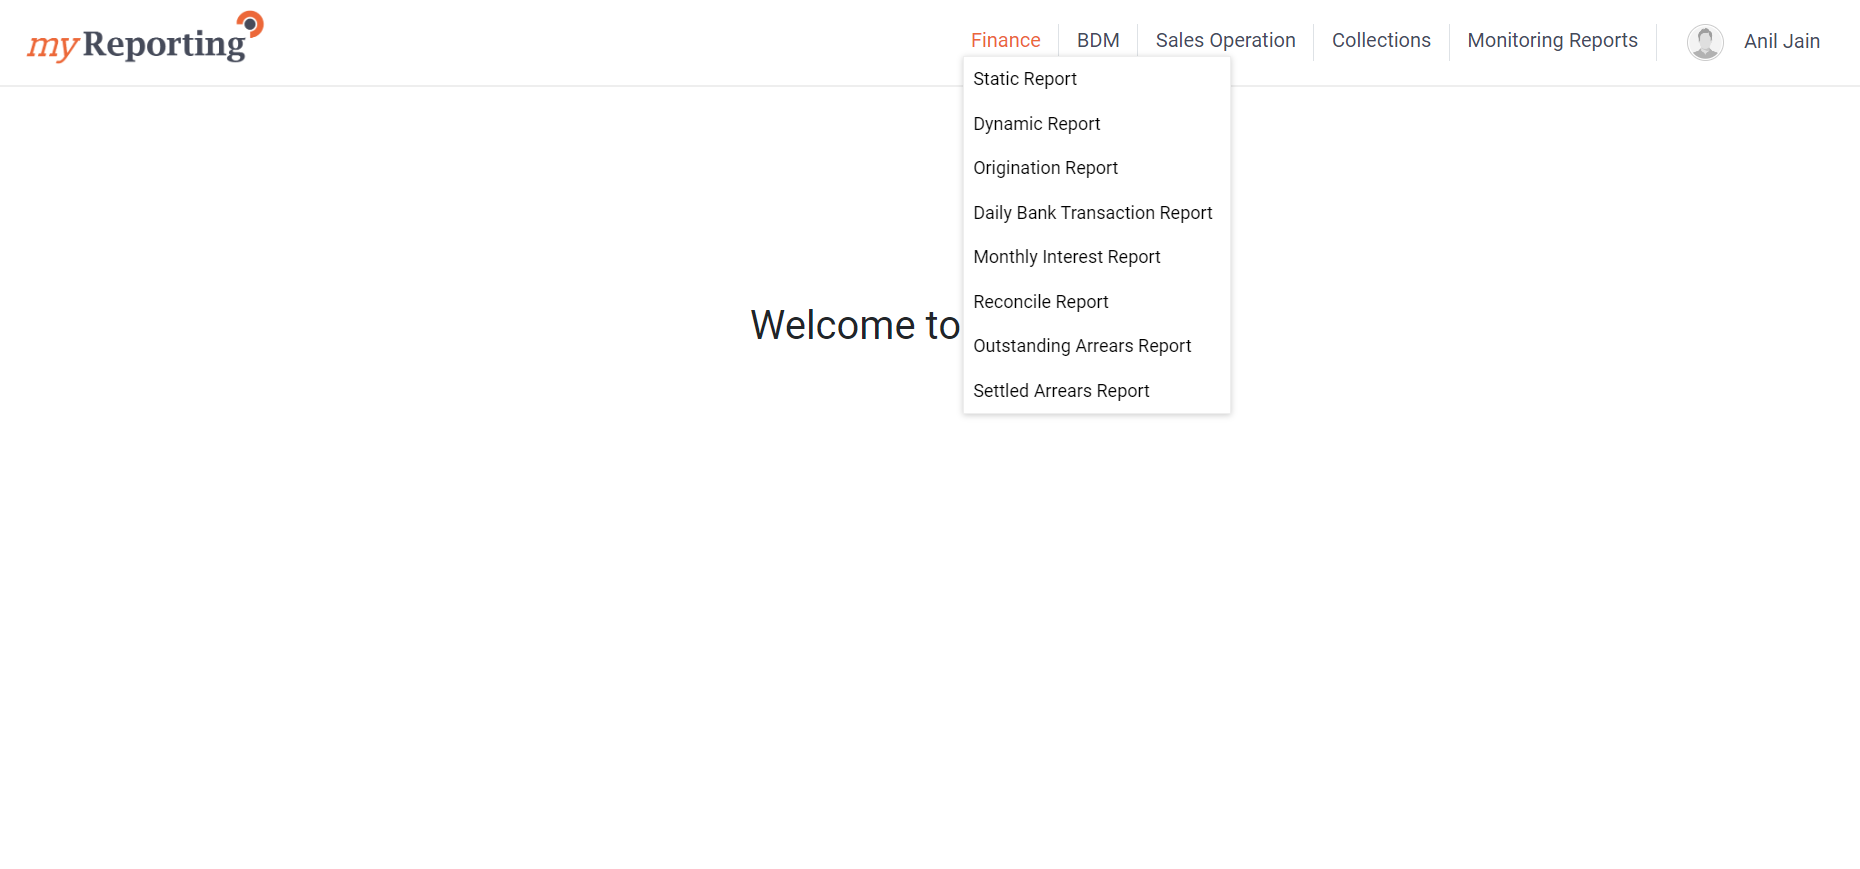 myReporting
Finance BDM Sales Operation Collections Monitoring Reports Anil Jain
Static Report
Dynamic Report
Origination Report
Daily Bank Transaction Report
Monthly Interest Report
Reconcile Report
Outstanding Arrears Report
Settled Arrears Report
Welcome to